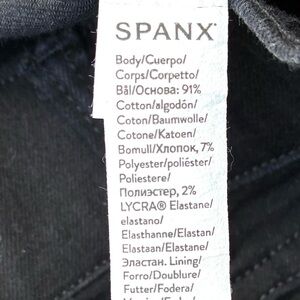 SPANX
Body/Cuerpo/
Corps/Corpetto/
Bål/Основа: 91%
Cotton/algodón/
Coton/Baumwolle/
Cotone/Katoen/
Bomull/Хлопок, 7%
Polyester/poliéster/
Poliestere/
Полиэстер, 2%
LYCRA® Elastane/
elastano/
Elasthanne/Elastan/
Elastaan/Elastane/
Эластан. Lining/
Forro/Doublure/
Futter/Fodera/